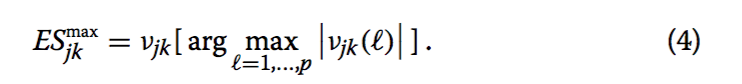 ES_{jk}^{max} = ν_{jk}[ arg max_{ℓ=1,...,p} |ν_{jk}(ℓ)| ] . (4)